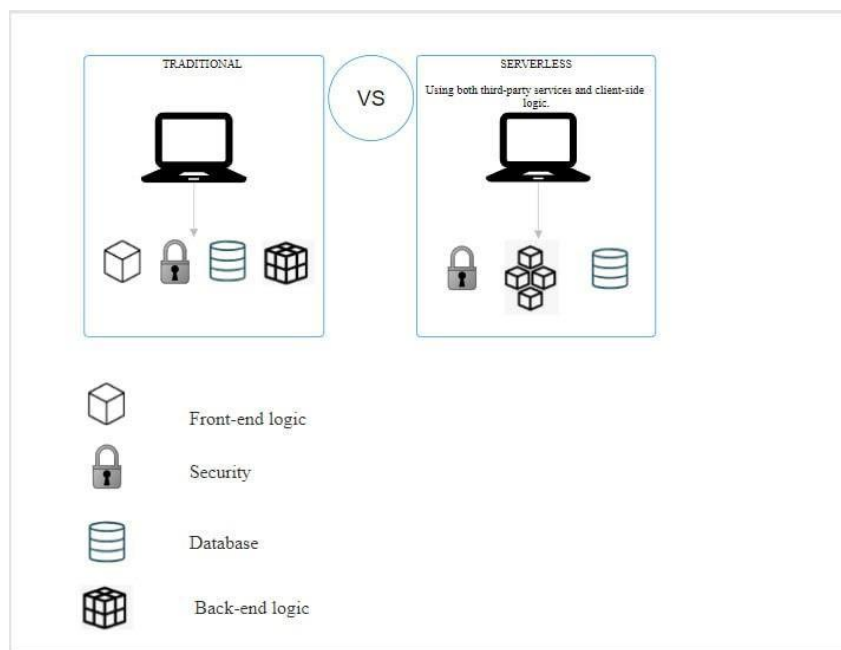 TRADITIONAL
VS
SERVERLESS
Using both third-party services and client-side
logic.
Front-end logic
Security
Database
Back-end logic